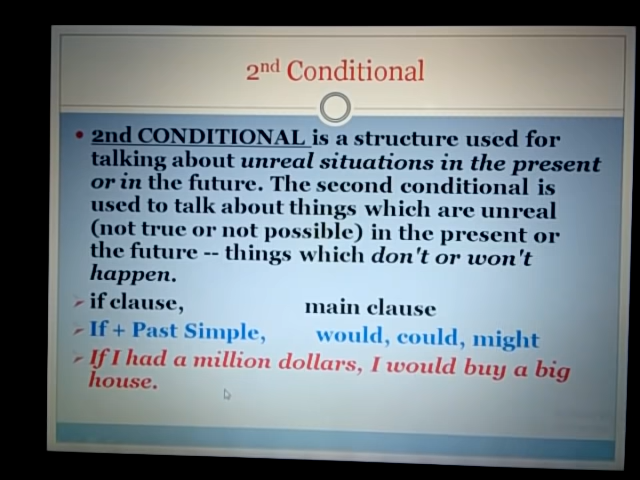 2nd Conditional
• 2nd CONDITIONAL is a structure used for
talking about unreal situations in the present
or in the future. The second conditional is
used to talk about things which are unreal
(not true or not possible) in the present or
the future -- things which don't or won't
happen.
➢ if clause, main clause
➢ If + Past Simple, would, could, might
➢ If I had a million dollars, I would buy a big
house.